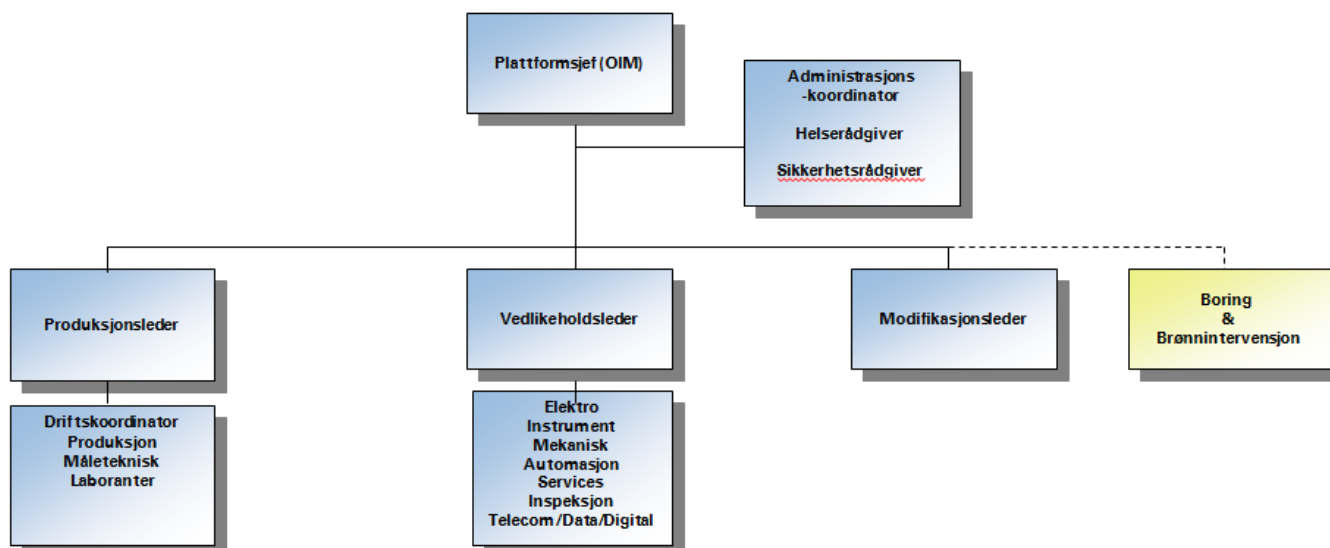 Plattformsjef (OIM)
Administrasjons
-koordinator
Helserådgiver
Sikkerhetsrådgiver
Produksjonsleder
Vedlikeholdsleder
Modifikasjonsleder
Boring
&
Brønnintervensjon
Driftskoordinator
Produksjon
Måleteknisk
Laboranter
Elektro
Instrument
Mekanisk
Automasjon
Services
Inspeksjon
Telecom/Data/Digital